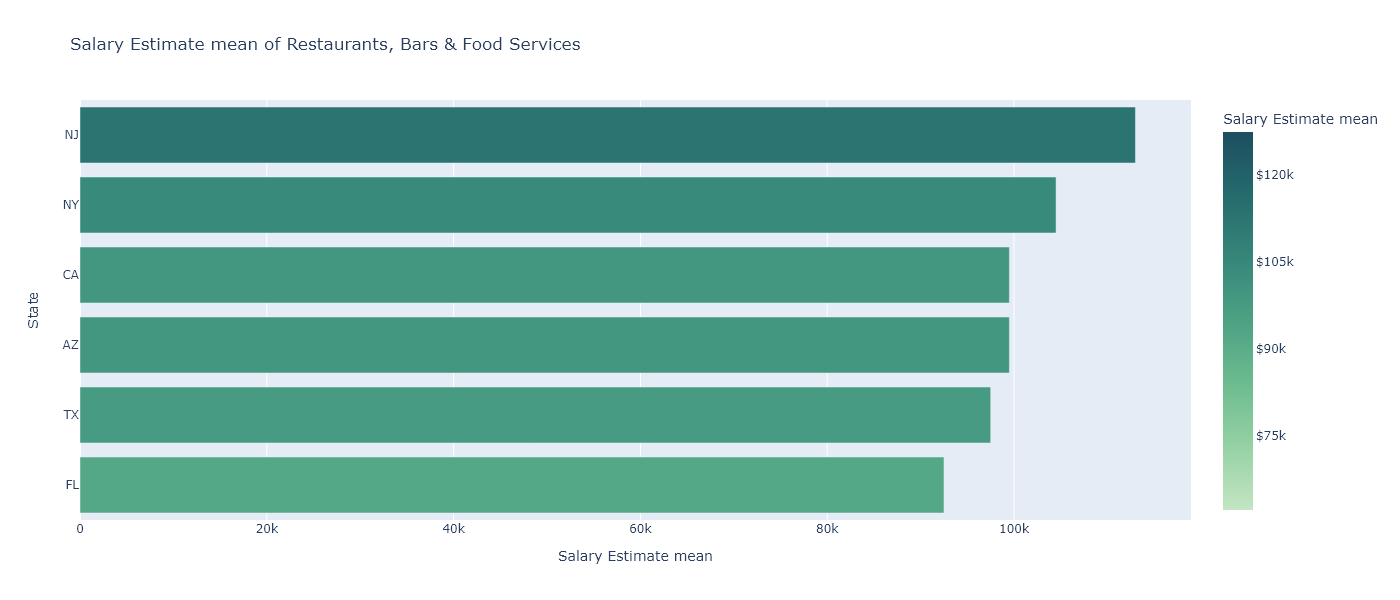 Salary Estimate mean of Restaurants, Bars & Food Services
Salary Estimate mean
$120k
$105k
$90k
$75k
State
NJ
NY
CA
AZ
TX
FL
0 20k 40k 60k 80k 100k
Salary Estimate mean